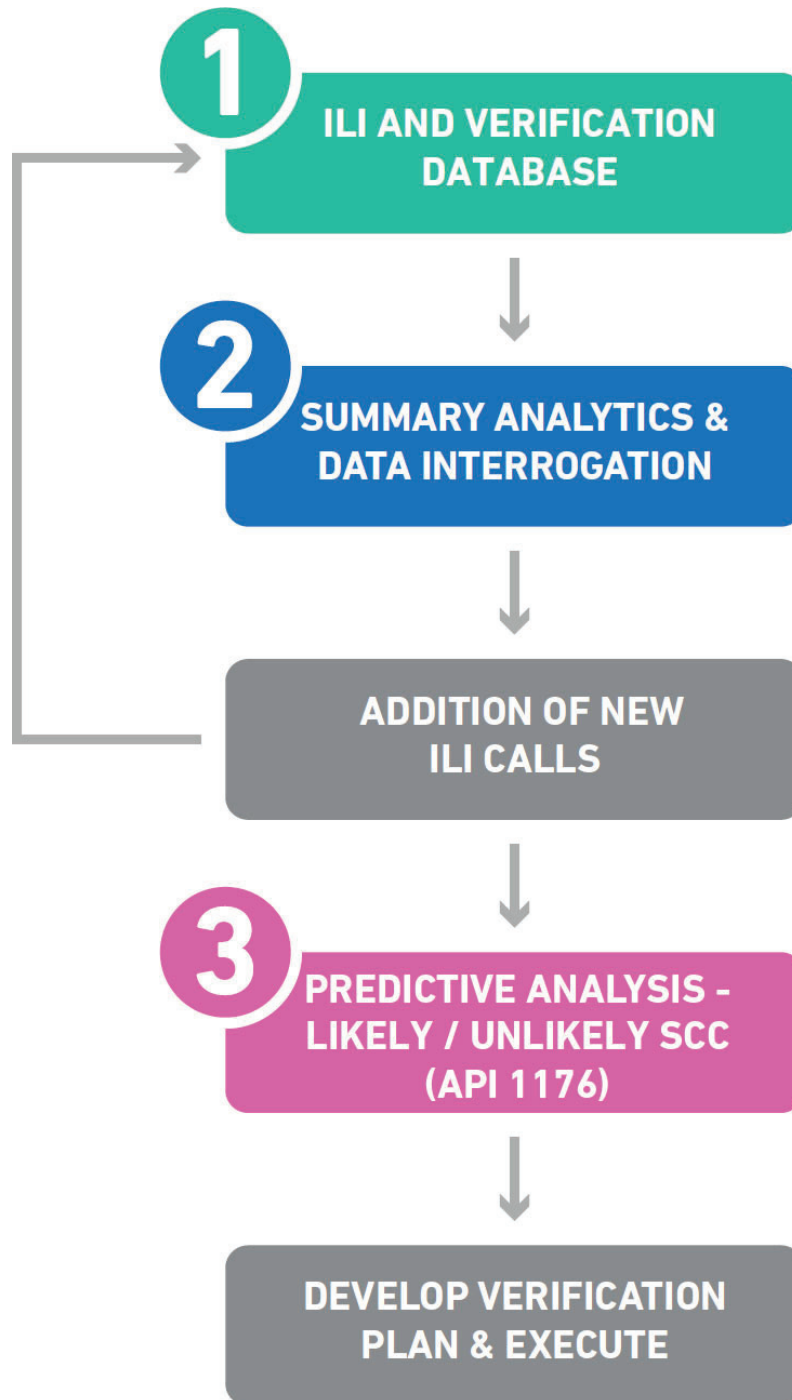 1
ILI AND VERIFICATION
DATABASE
2
SUMMARY ANALYTICS &
DATA INTERROGATION
ADDITION OF NEW
ILI CALLS
3
PREDICTIVE ANALYSIS -
LIKELY / UNLIKELY SCC
(API 1176)
DEVELOP VERIFICATION
PLAN & EXECUTE